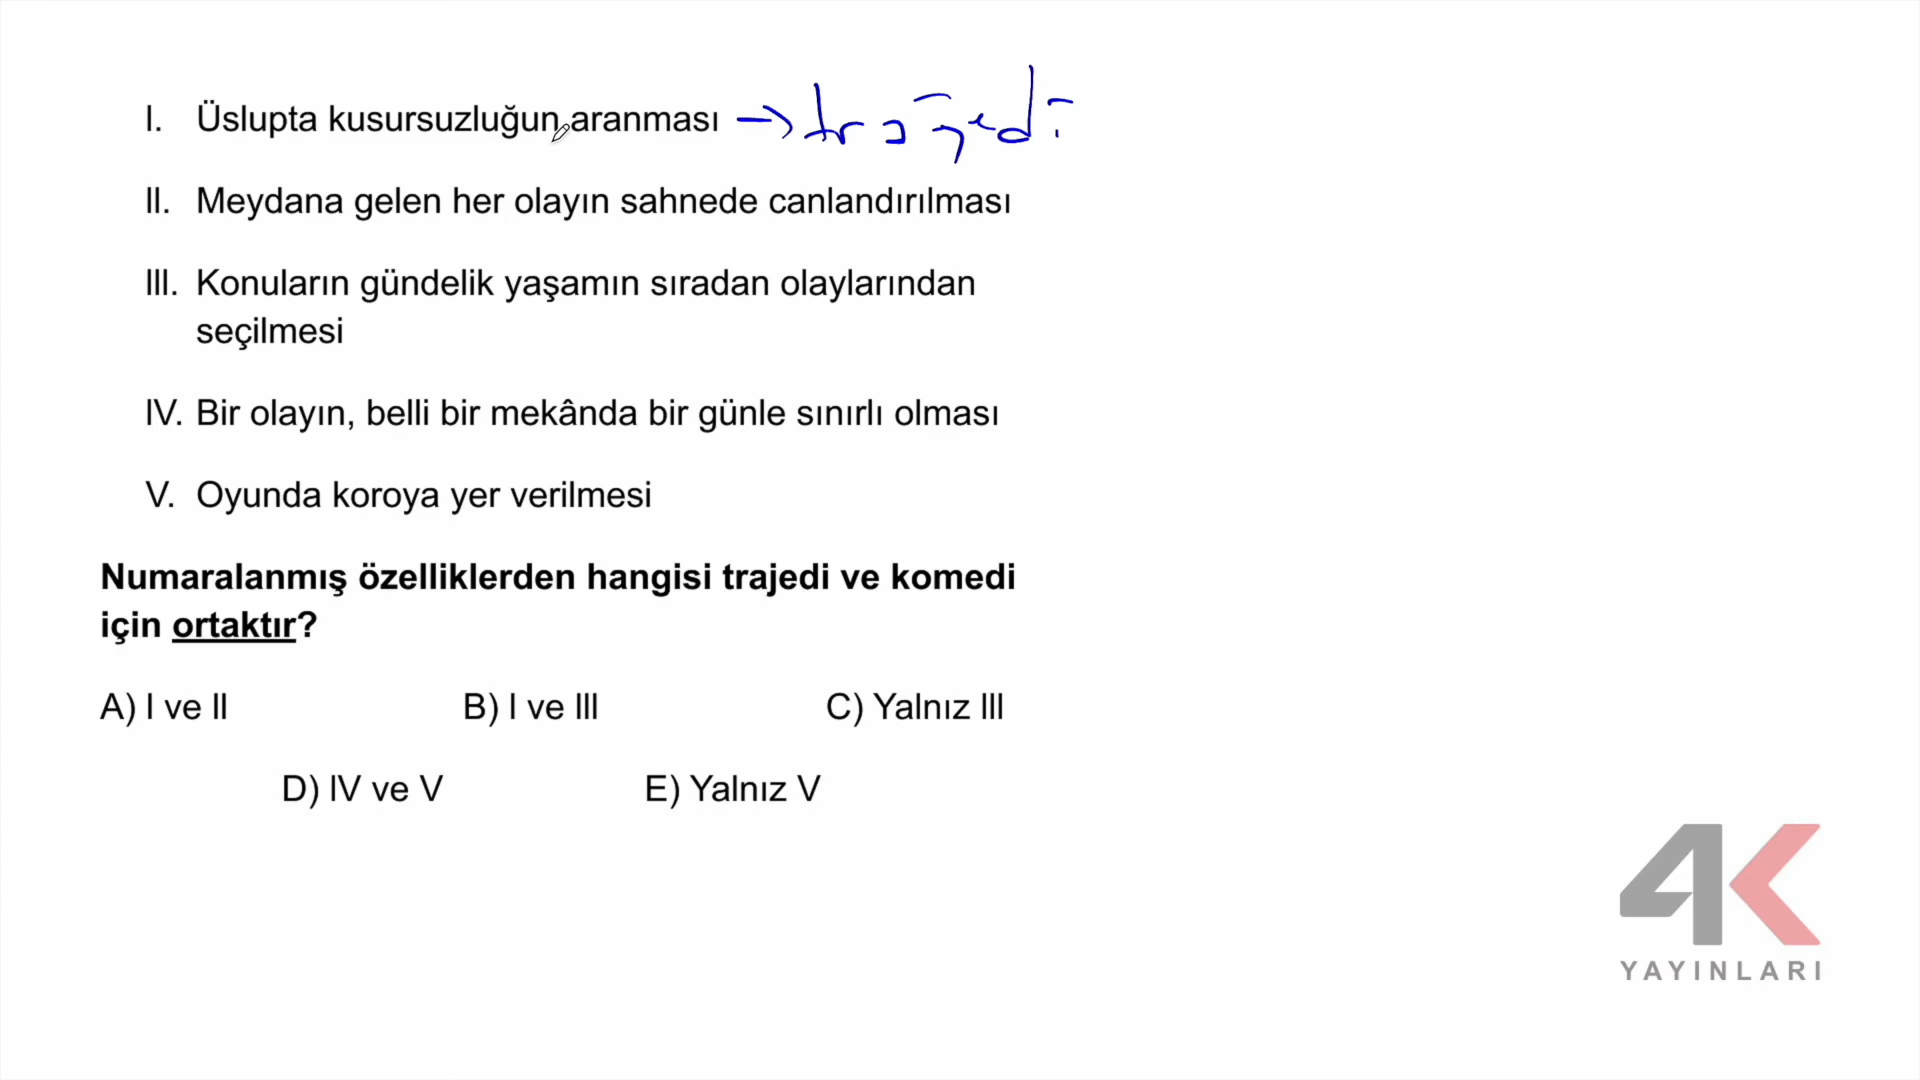 I. Üslupta kusursuzluğun aranması → trajedi
II. Meydana gelen her olayın sahnede canlandırılması
III. Konuların gündelik yaşamın sıradan olaylarından
seçilmesi
IV. Bir olayın, belli bir mekânda bir günle sınırlı olması
V. Oyunda koroya yer verilmesi
Numaralanmış özelliklerden hangisi trajedi ve komedi
için ortaktır?
A) I ve II B) I ve III C) Yalnız III
D) IV ve V E) Yalnız V
4K
YAYINLARI